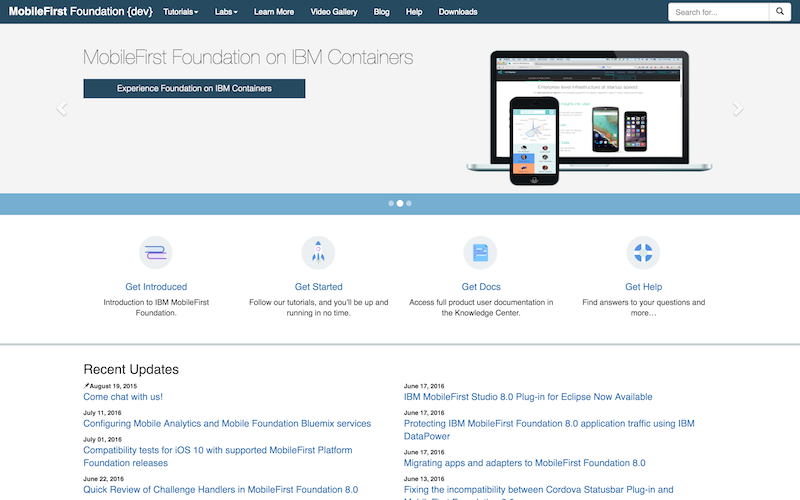 MobileFirst Foundation {dev} Tutorials Labs Learn More Video Gallery Blog Help Downloads Search for...
MobileFirst Foundation on IBM Containers
Experience Foundation on IBM Containers
Enterprise level infrastructure at startup speed.
Get Introduced
Introduction to IBM MobileFirst
Foundation.
Get Started
Follow our tutorials, and you'll be up and
running in no time.
Get Docs
Access full product user documentation in
the Knowledge Center.
Get Help
Find answers to your questions and
more…
Recent Updates
August 19, 2015
Come chat with us!
July 11, 2016
Configuring Mobile Analytics and Mobile Foundation Bluemix services
July 01, 2016
Compatibility tests for iOS 10 with supported MobileFirst Platform
Foundation releases
June 22, 2016
Quick Review of Challenge Handlers in MobileFirst Foundation 8.0
June 17, 2016
IBM MobileFirst Studio 8.0 Plug-in for Eclipse Now Available
June 17, 2016
Protecting IBM MobileFirst Foundation 8.0 application traffic using IBM
DataPower
June 17, 2016
Migrating apps and adapters to MobileFirst Foundation 8.0
June 13, 2016
Fixing the incompatibility between Cordova Statusbar Plug-in and